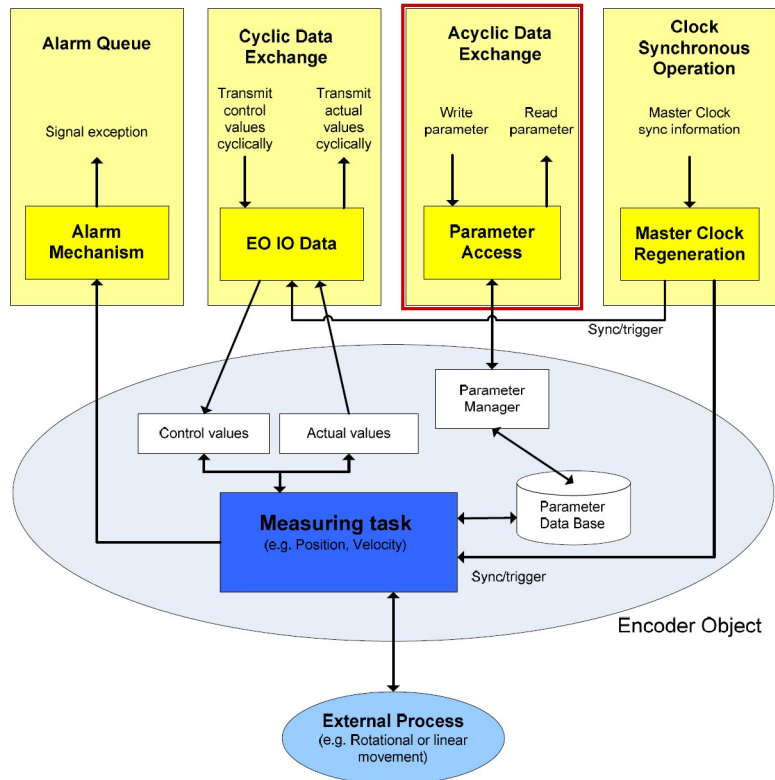 Alarm Queue
Signal exception
Alarm
Mechanism
Cyclic Data
Exchange
Transmit
control
values
cyclically
Transmit
actual
values
cyclically
EO IO Data
Acyclic Data
Exchange
Write
parameter
Read
parameter
Parameter
Access
Clock
Synchronous
Operation
Master Clock
sync information
Master Clock
Regeneration
Sync/trigger
Parameter
Manager
Control values
Actual values
Measuring task
(e.g. Position, Velocity)
Parameter
Data Base
Sync/trigger
Encoder Object
External Process
(e.g. Rotational or linear
movement)